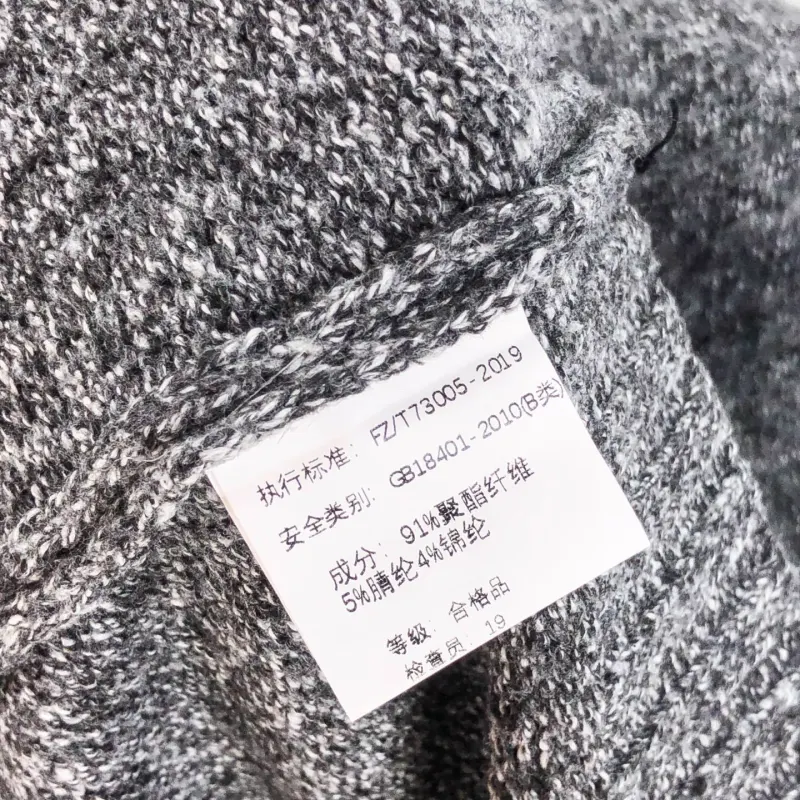 执行标准：FZ/T73005-2019
安全类别：GB18401-2010(B类)
成分：91%聚酯纤维
5%腈纶4%锦纶
等级：合格品
检查员：19